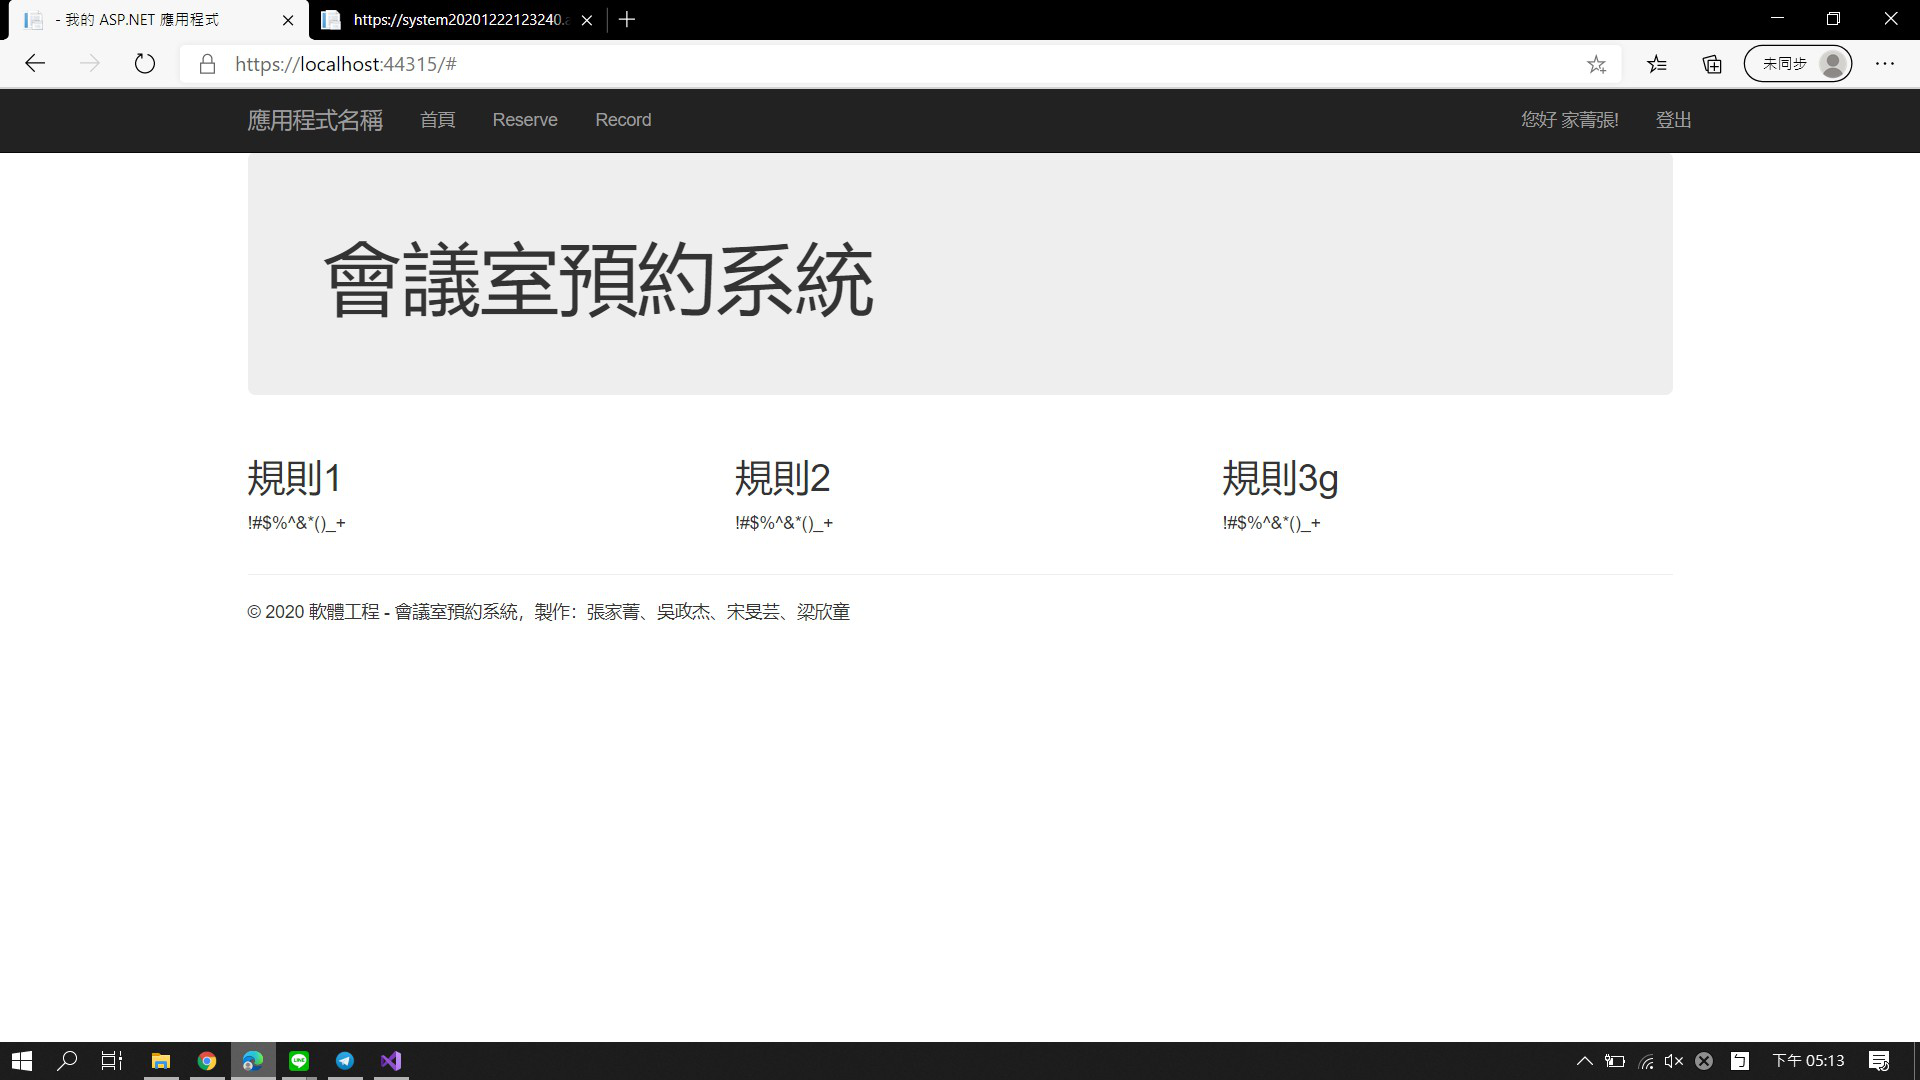 - 我的 ASP.NET 應用程式
https://system20201222123240.a
https://localhost:44315/#
未同步
應用程式名稱 首頁 Reserve Record 您好 家菁張! 登出
會議室預約系統
規則1 規則2 規則3g
!#$%^&*()_+ !#$%^&*()_+ !#$%^&*()_+
© 2020 軟體工程 - 會議室預約系統，製作：張家菁、吳政杰、宋旻芸、梁欣童
LINE
ㄅ
下午 05:13